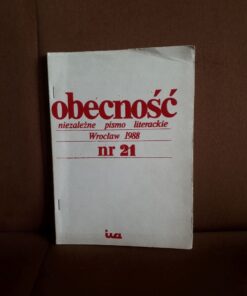 obecność
niezależne pismo literackie
Wrocław 1988
nr 21